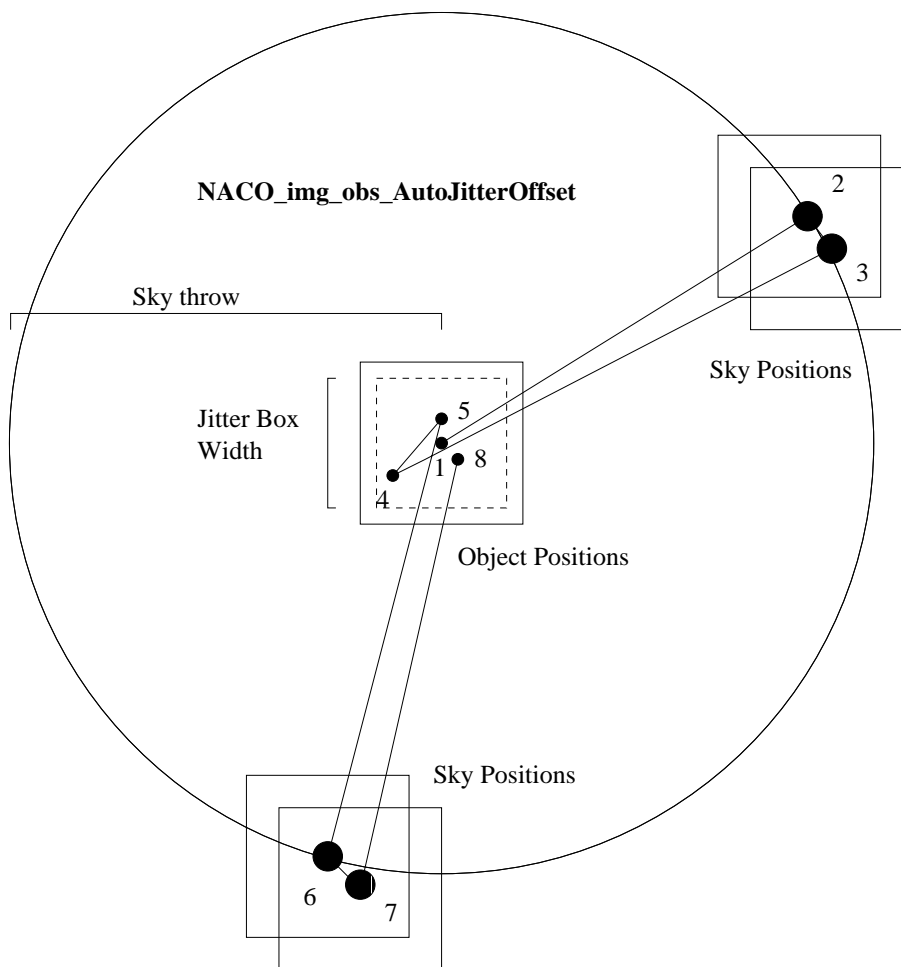 2
NACO_img_obs_AutoJitterOffset
3
Sky throw
Sky Positions
5
Jitter Box
Width
1
8
4
Object Positions
Sky Positions
6
7